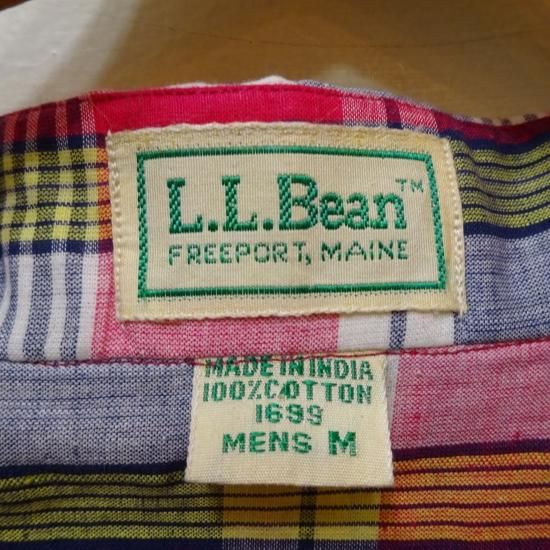 L.L.Bean™
FREEPORT, MAINE
MADE IN INDIA
100% COTTON
1699
MENS M